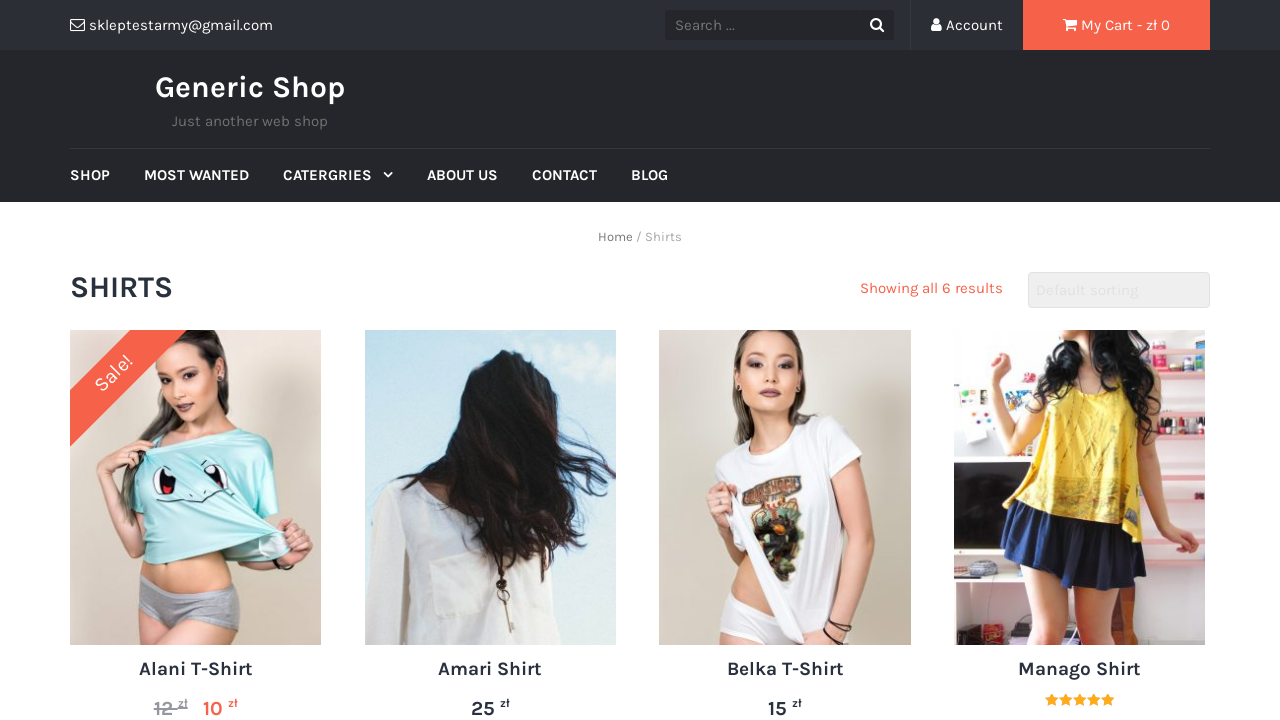 skleptestarmy@gmail.com
Search ...
Account
My Cart - zł 0
Generic Shop
Just another web shop
SHOP
MOST WANTED
CATERGRIES
ABOUT US
CONTACT
BLOG
Home / Shirts
SHIRTS
Showing all 6 results
Default sorting
Sale!
Alani T-Shirt
12 zł 10 zł
Amari Shirt
25 zł
Belka T-Shirt
15 zł
Manago Shirt